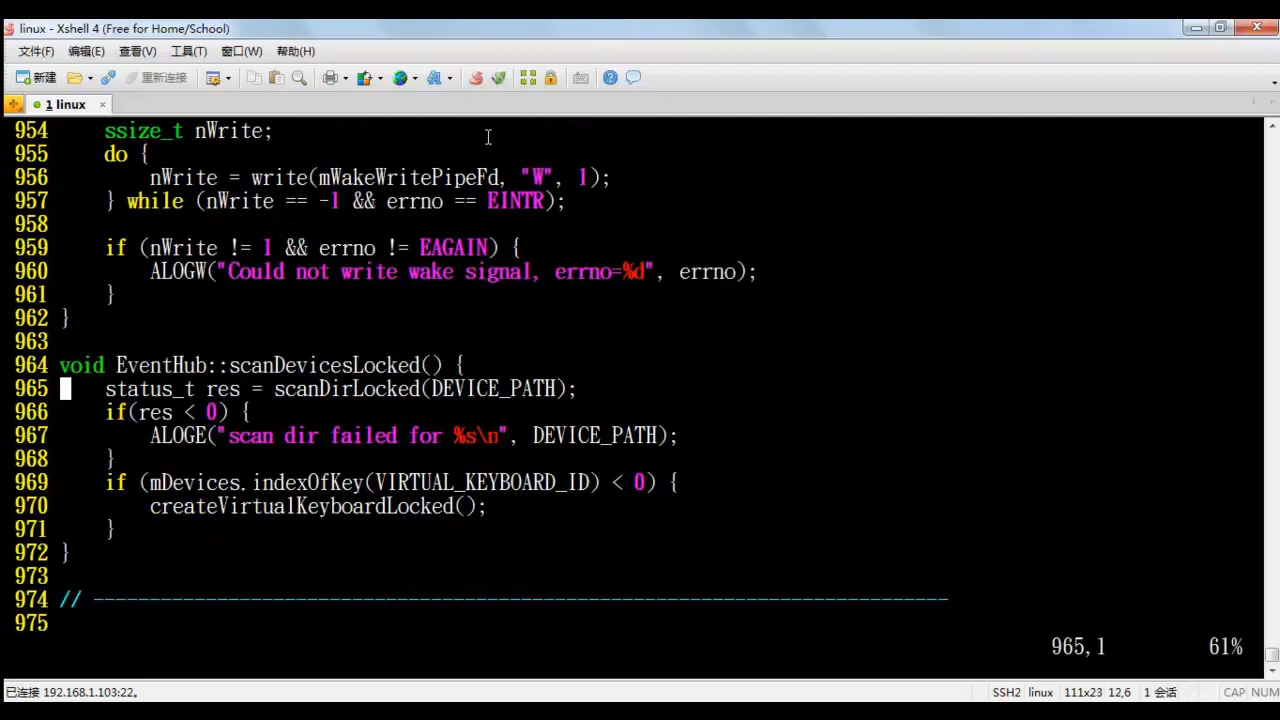 linux - Xshell 4 (Free for Home/School)
文件(F) 编辑(E) 查看(V) 工具(T) 窗口(W) 帮助(H)
新建 重新连接
1 linux
954     ssize_t nWrite;
955     do {
956         nWrite = write(mWakeWritePipeFd, "W", 1);
957     } while (nWrite == -1 && errno == EINTR);
958
959     if (nWrite != 1 && errno != EAGAIN) {
960         ALOGW("Could not write wake signal, errno=%d", errno);
961     }
962 }
963
964 void EventHub::scanDevicesLocked() {
965     status_t res = scanDirLocked(DEVICE_PATH);
966     if(res < 0) {
967         ALOGE("scan dir failed for %s\n", DEVICE_PATH);
968     }
969     if (mDevices.indexOfKey(VIRTUAL_KEYBOARD_ID) < 0) {
970         createVirtualKeyboardLocked();
971     }
972 }
973
974 // ----------------------------------------------------------------------------
975
965,1 61%
已连接 192.168.1.103:22。 SSH2 linux 111x23 12,6 1 会话 CAP NUM